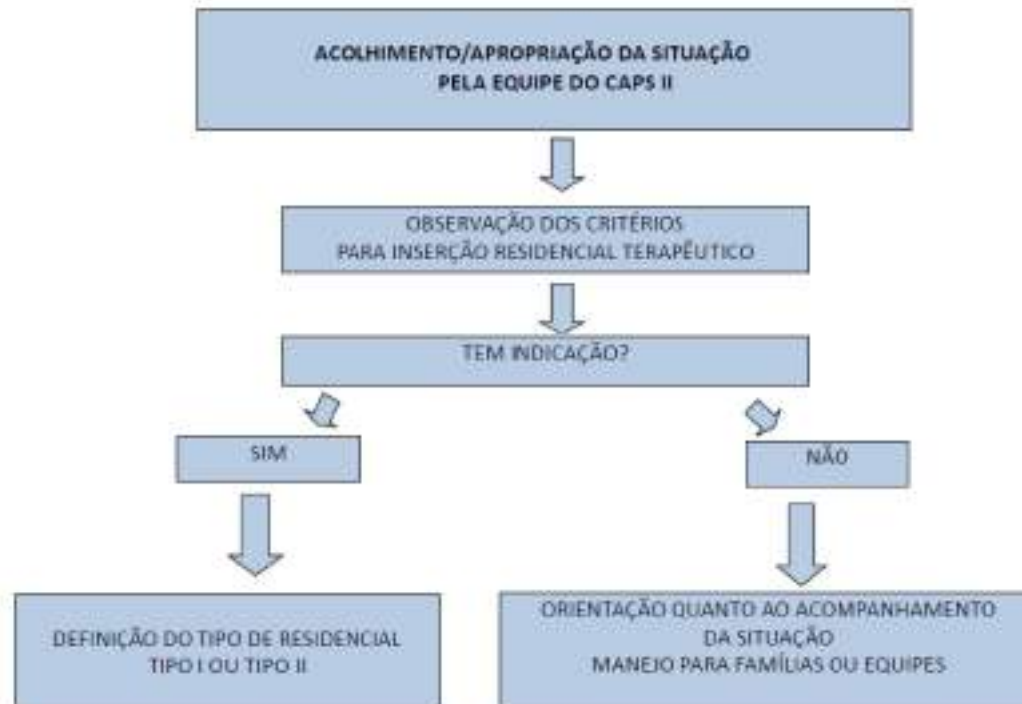 ACOLHIMENTO/APROPRIAÇÃO DA SITUAÇÃO
PELA EQUIPE DO CAPS II
OBSERVAÇÃO DOS CRITÉRIOS
PARA INSERÇÃO RESIDENCIAL TERAPÊUTICO
TEM INDICAÇÃO?
SIM
NÃO
DEFINIÇÃO DO TIPO DE RESIDENCIAL
TIPO I OU TIPO II
ORIENTAÇÃO QUANTO AO ACOMPANHAMENTO
DA SITUAÇÃO
MANEJO PARA FAMÍLIAS OU EQUIPES